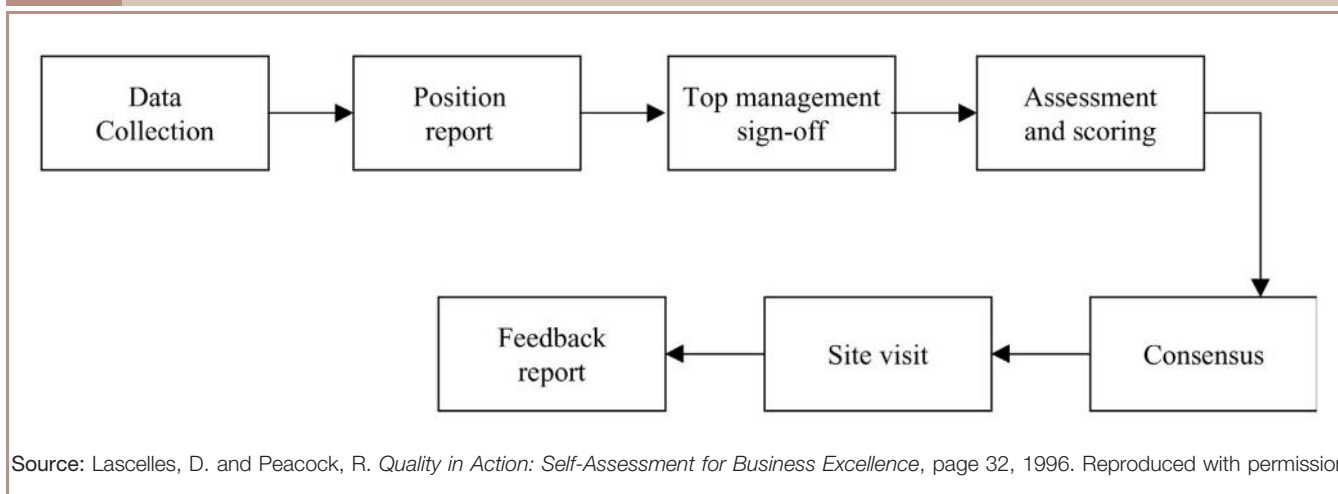 Data
Collection
Position
report
Top management
sign-off
Assessment
and scoring
Consensus
Site visit
Feedback
report
Source: Lascelles, D. and Peacock, R. Quality in Action: Self-Assessment for Business Excellence, page 32, 1996. Reproduced with permission